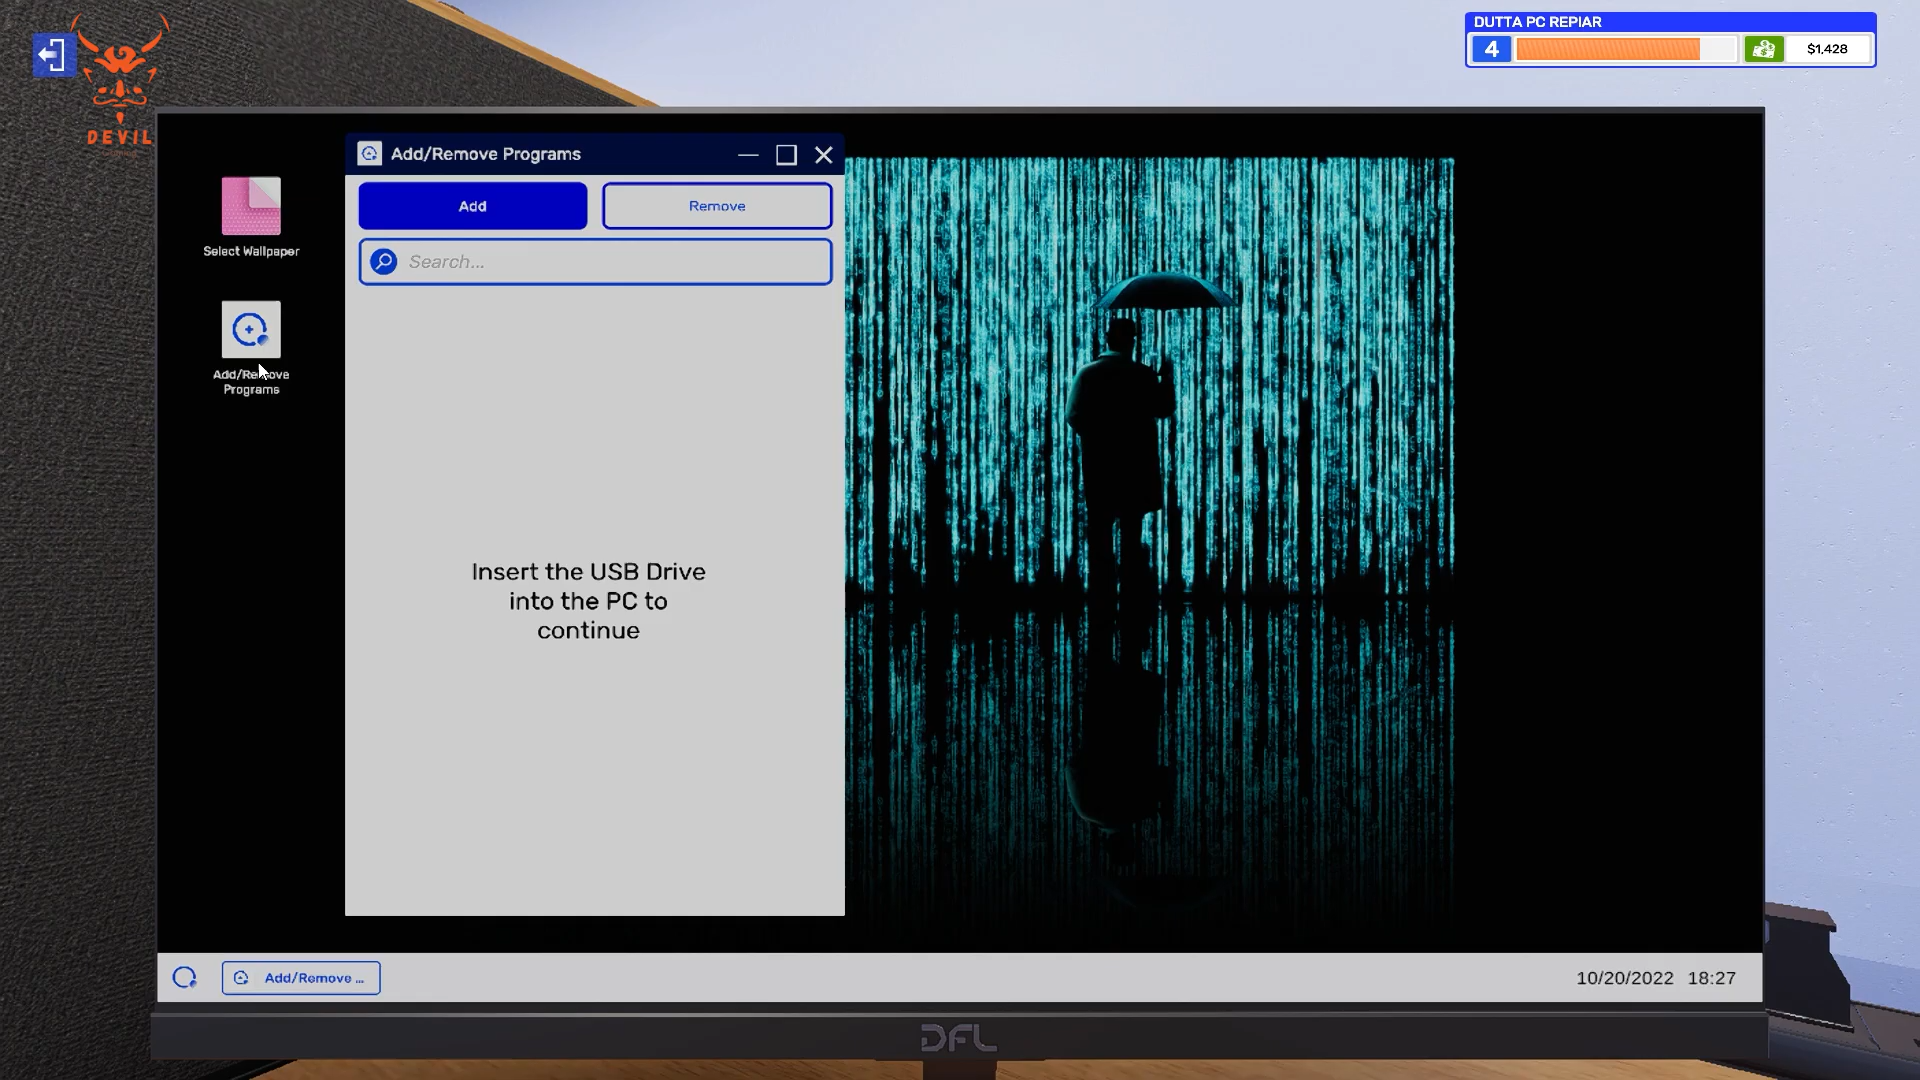 DEVIL
DUTTA PC REPIAR
4
$1,428
Add/Remove Programs
Add
Remove
Search...
Select Wallpaper
Add/Remove
Programs
Insert the USB Drive
into the PC to
continue
Add/Remove ...
10/20/2022 18:27
DFL